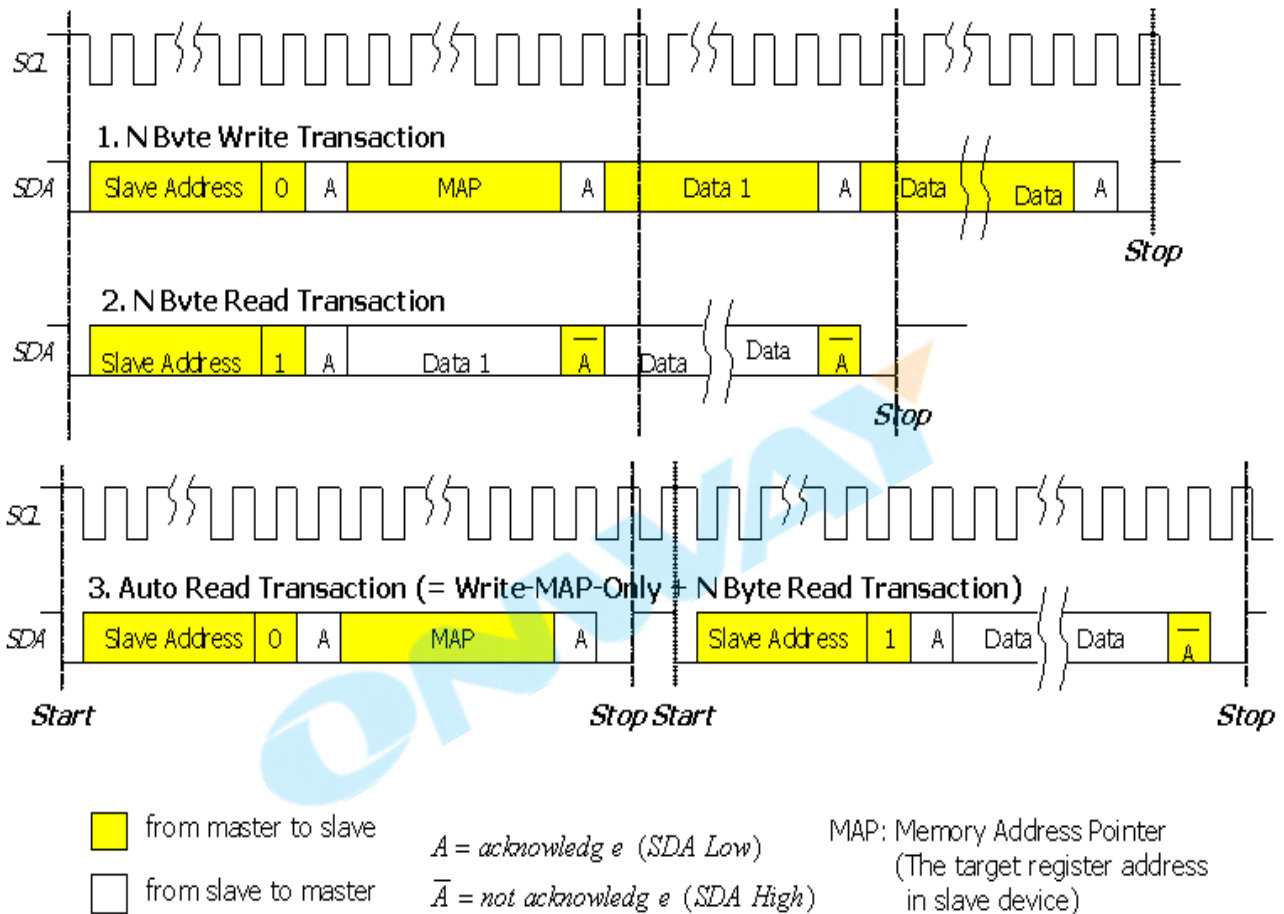 SCL
1. N Byte Write Transaction
SDA Slave Address 0 A MAP A Data 1 A Data Data A
Stop
2. N Byte Read Transaction
SDA Slave Address 1 A Data 1 A̅ Data Data A̅
Stop
SCL
3. Auto Read Transaction (= Write-MAP-Only + N Byte Read Transaction)
SDA Slave Address 0 A MAP A Slave Address 1 A Data Data A̅
Start Stop Start Stop
ONWAY
from master to slave
from slave to master
A = acknowledg e (SDA Low)
A̅ = not acknowledg e (SDA High)
MAP: Memory Address Pointer
(The target register address
in slave device)